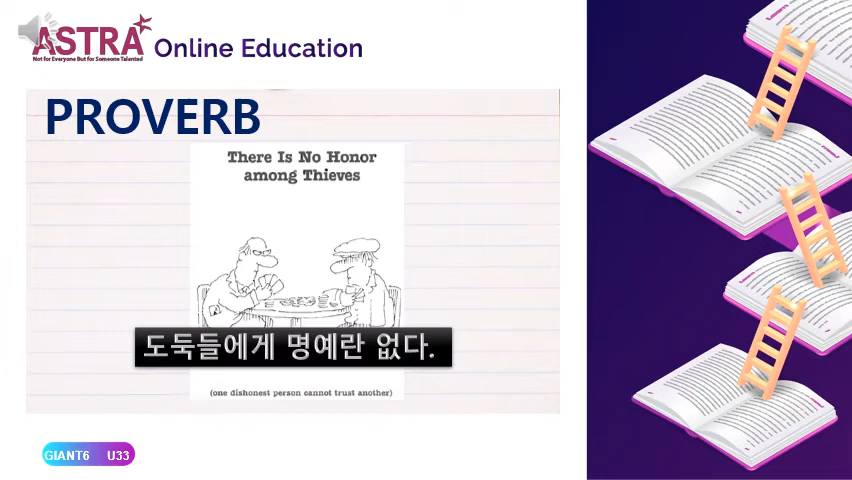 ASTRA
Not for Everyone But for Someone Talented
Online Education
PROVERB
There Is No Honor
among Thieves
도둑들에게 명예란 없다.
(one dishonest person cannot trust another)
GIANT6 U33